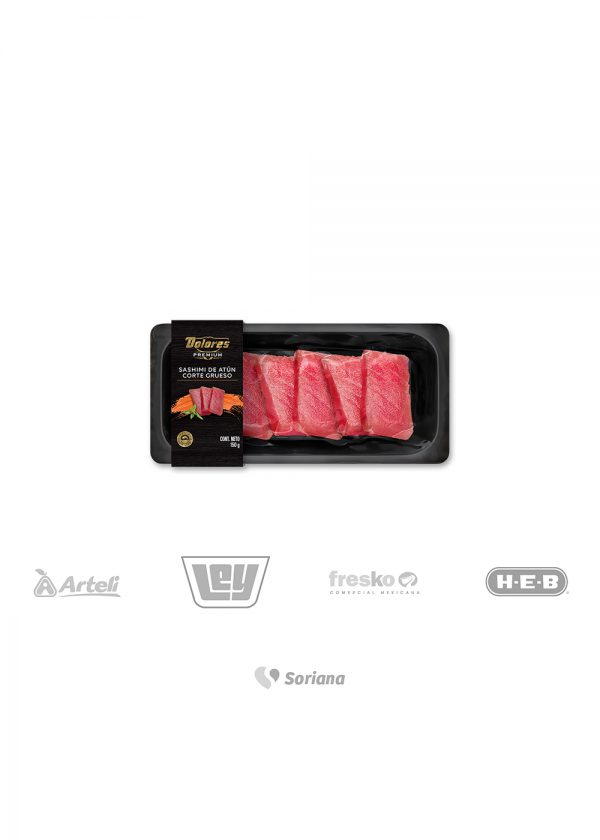 Dolores
PREMIUM
SASHIMI DE ATÚN
CORTE GRUESO
CONT. NETO
150 g
Arteli
LEY
fresko
COMERCIAL MEXICANA
H-E-B
Soriana